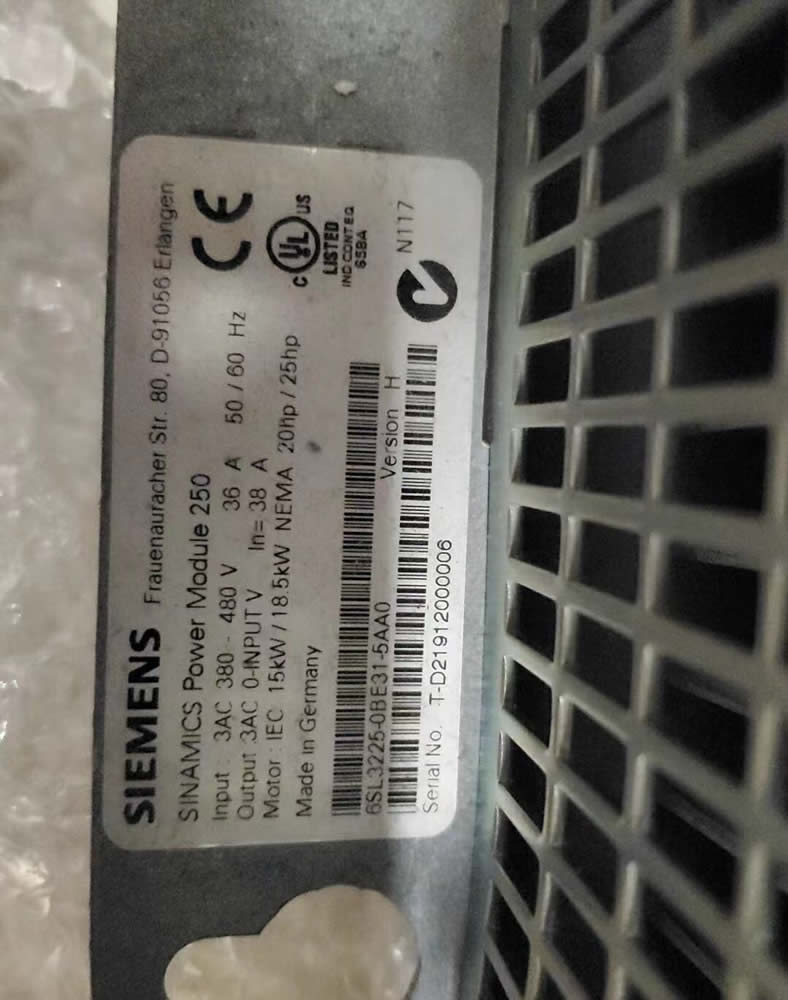 SIEMENS Frauenauracher Str. 80, D-91056 Erlangen
SINAMICS Power Module 250
Input: 3AC 380 - 480 V 36 A 50 / 60 Hz
Output: 3AC 0-INPUT V In= 38 A
Motor: IEC 15kW / 18.5kW NEMA 20hp / 25hp
Made in Germany
CE
c UL US
LISTED
IND CONT EQ
65BA
6SL3225-0BE31-5AA0 Version H
N117
Serial No. T-D21912000006